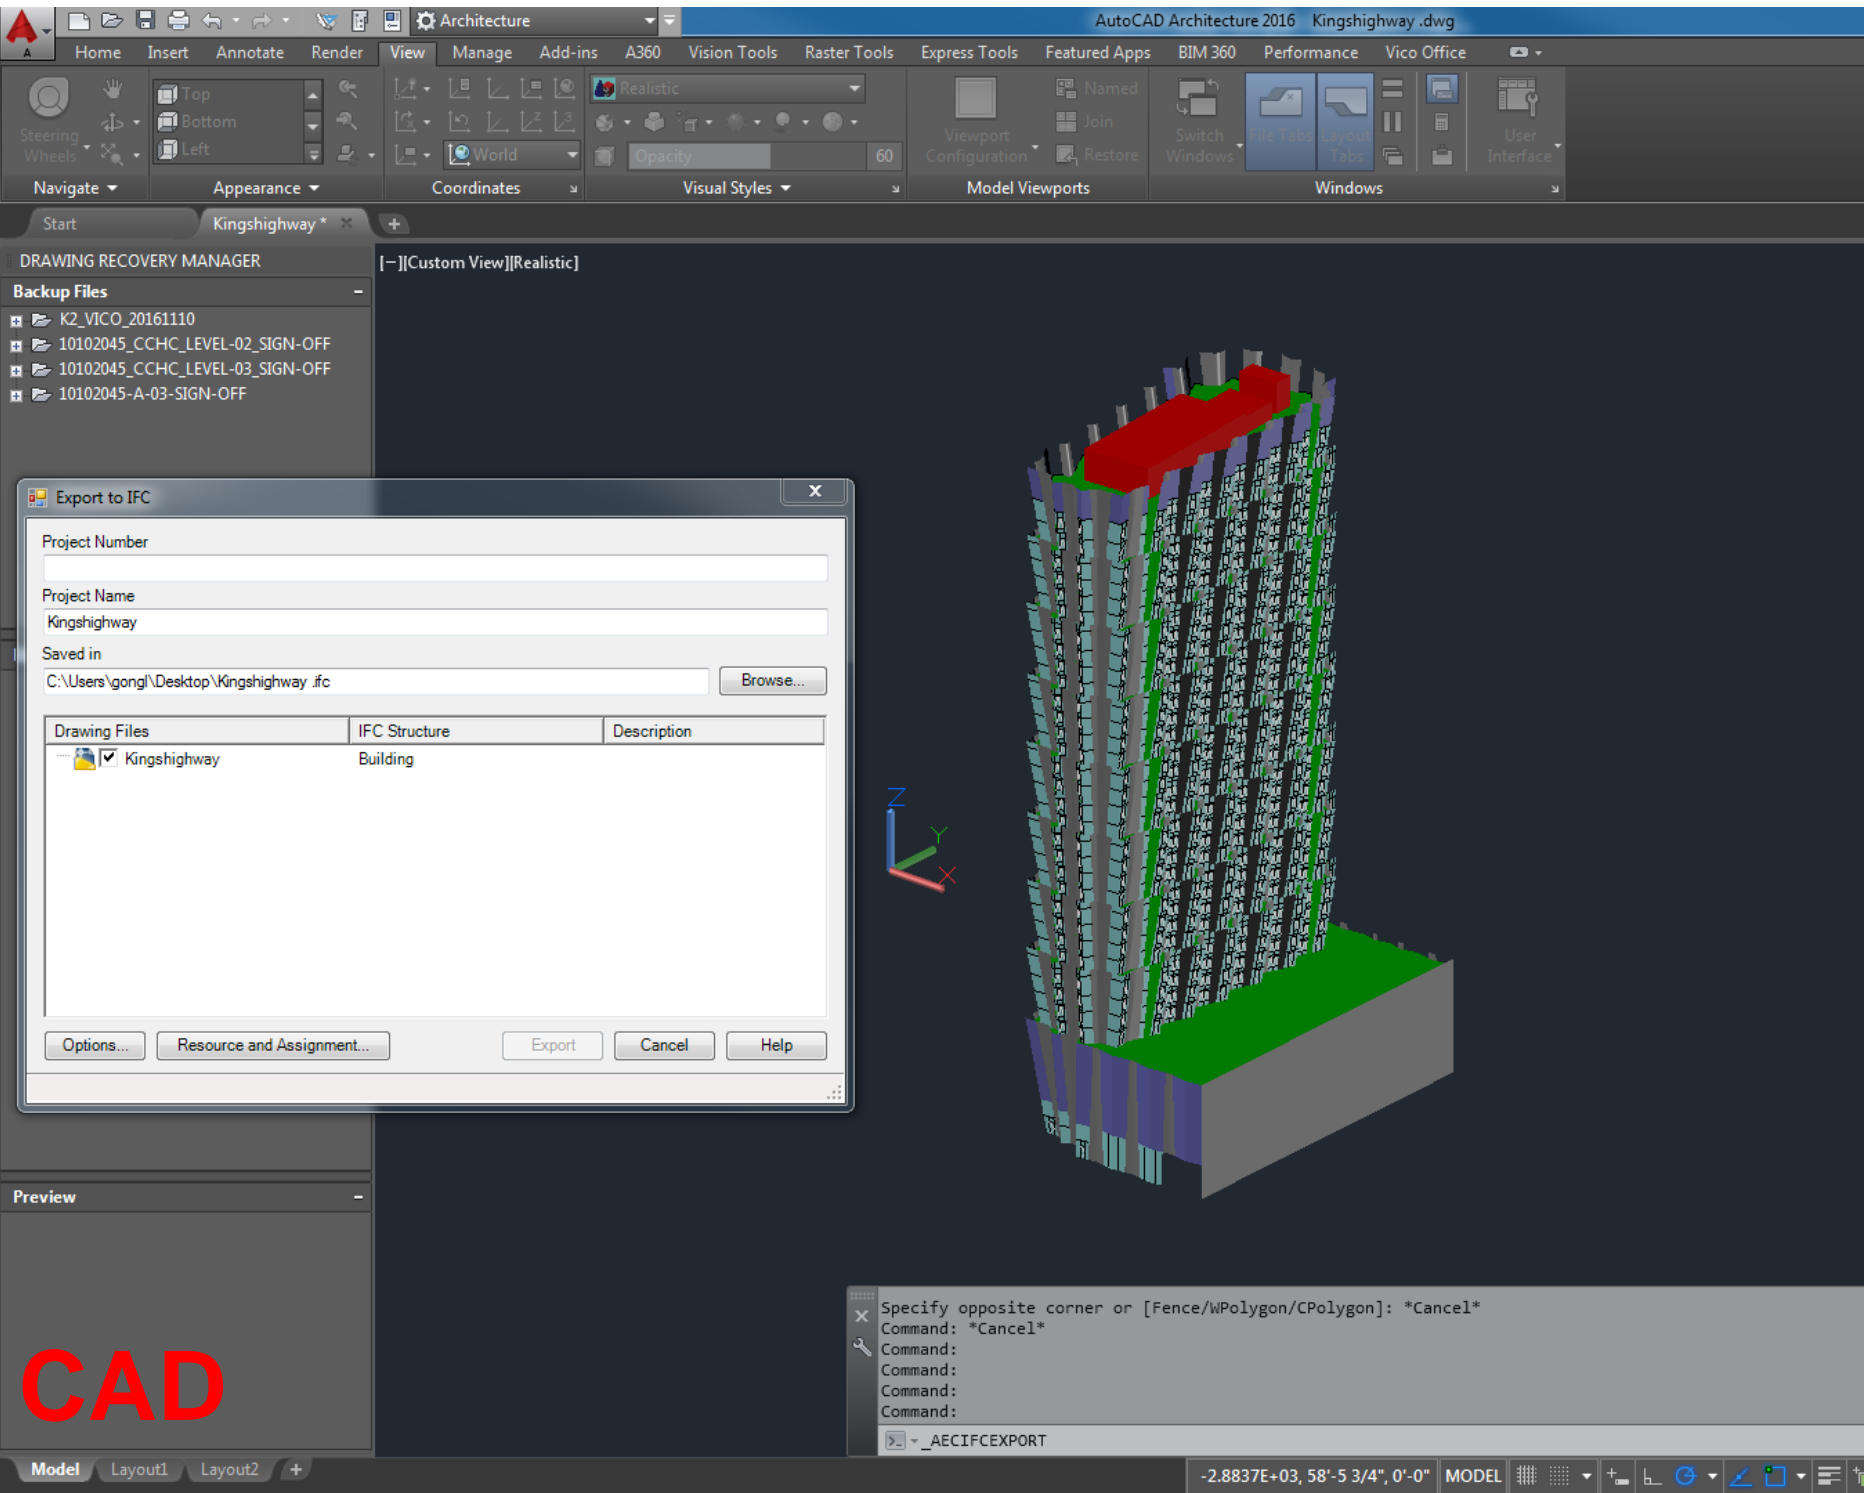 Architecture
AutoCAD Architecture 2016 Kingshighway .dwg
A
Home Insert Annotate Render View Manage Add-ins A360 Vision Tools Raster Tools Express Tools Featured Apps BIM 360 Performance Vico Office
Steering
Wheels
Top
Bottom
Left
World
Realistic
Opacity 60
Viewport
Configuration
Named
Join
Restore
Switch
Windows
File Tabs
Layout
Tabs
User
Interface
Navigate Appearance Coordinates Visual Styles Model Viewports Windows
Start Kingshighway * +
DRAWING RECOVERY MANAGER
Backup Files
K2_VICO_20161110
10102045_CCHC_LEVEL-02_SIGN-OFF
10102045_CCHC_LEVEL-03_SIGN-OFF
10102045-A-03-SIGN-OFF
[−][Custom View][Realistic]
Export to IFC
Project Number
Project Name
Kingshighway
Saved in
C:\Users\gongl\Desktop\Kingshighway .ifc
Browse...
Drawing Files IFC Structure Description
Kingshighway Building
Options... Resource and Assignment... Export Cancel Help
Z
Y
X
Preview
CAD
Specify opposite corner or [Fence/WPolygon/CPolygon]: *Cancel*
Command: *Cancel*
Command:
Command:
Command:
Command:
_AECIFCEXPORT
Model Layout1 Layout2 +
-2.8837E+03, 58'-5 3/4", 0'-0" MODEL